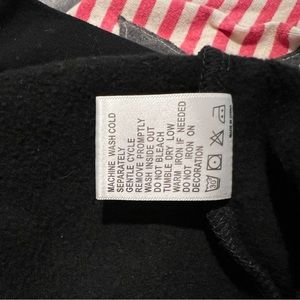 MACHINE WASH COLD
SEPARATELY
GENTLE CYCLE
REMOVE PROMPTLY
WASH INSIDE OUT
DO NOT BLEACH
TUMBLE DRY LOW
WARM IRON IF NEEDED
DO NOT IRON ON
DECORATION